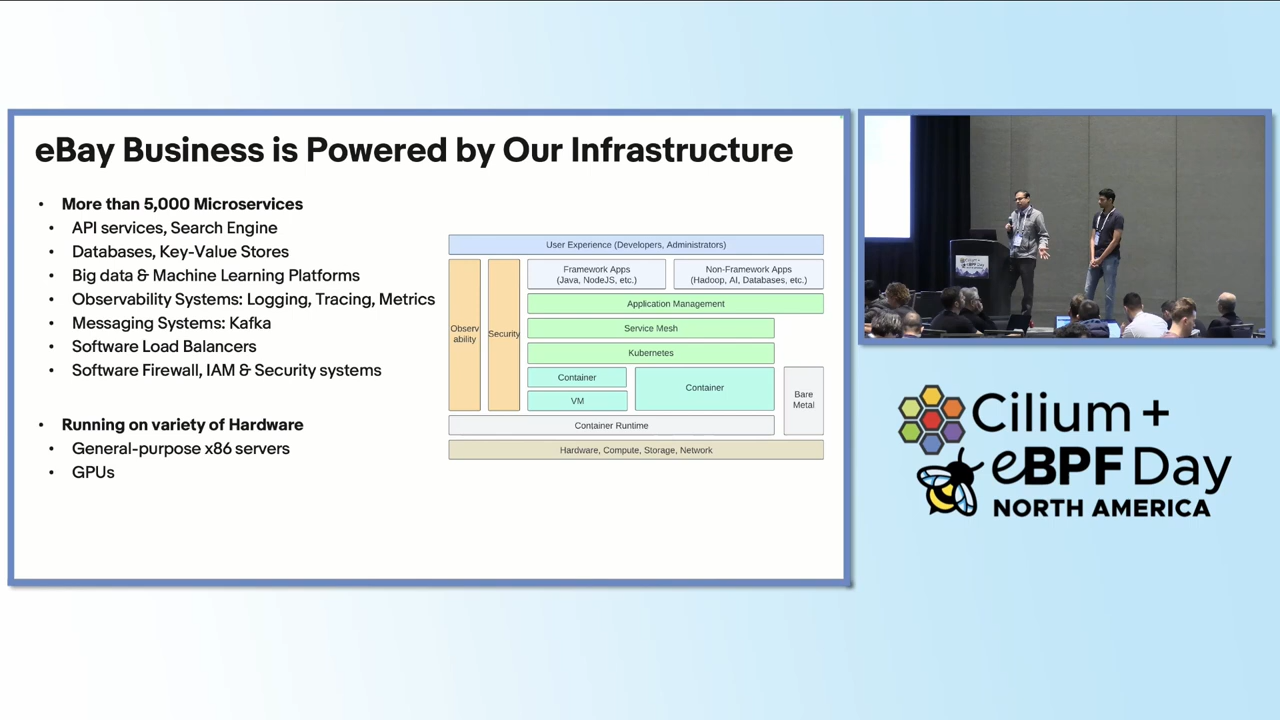 eBay Business is Powered by Our Infrastructure
• More than 5,000 Microservices
• API services, Search Engine
• Databases, Key-Value Stores
• Big data & Machine Learning Platforms
• Observability Systems: Logging, Tracing, Metrics
• Messaging Systems: Kafka
• Software Load Balancers
• Software Firewall, IAM & Security systems
• Running on variety of Hardware
• General-purpose x86 servers
• GPUs
User Experience (Developers, Administrators)
Observ
ability
Security
Framework Apps
(Java, NodeJS, etc.)
Non-Framework Apps
(Hadoop, AI, Databases, etc.)
Application Management
Service Mesh
Kubernetes
Container
VM
Container
Bare
Metal
Container Runtime
Hardware, Compute, Storage, Network
Cilium +
eBPF Day
NORTH AMERICA